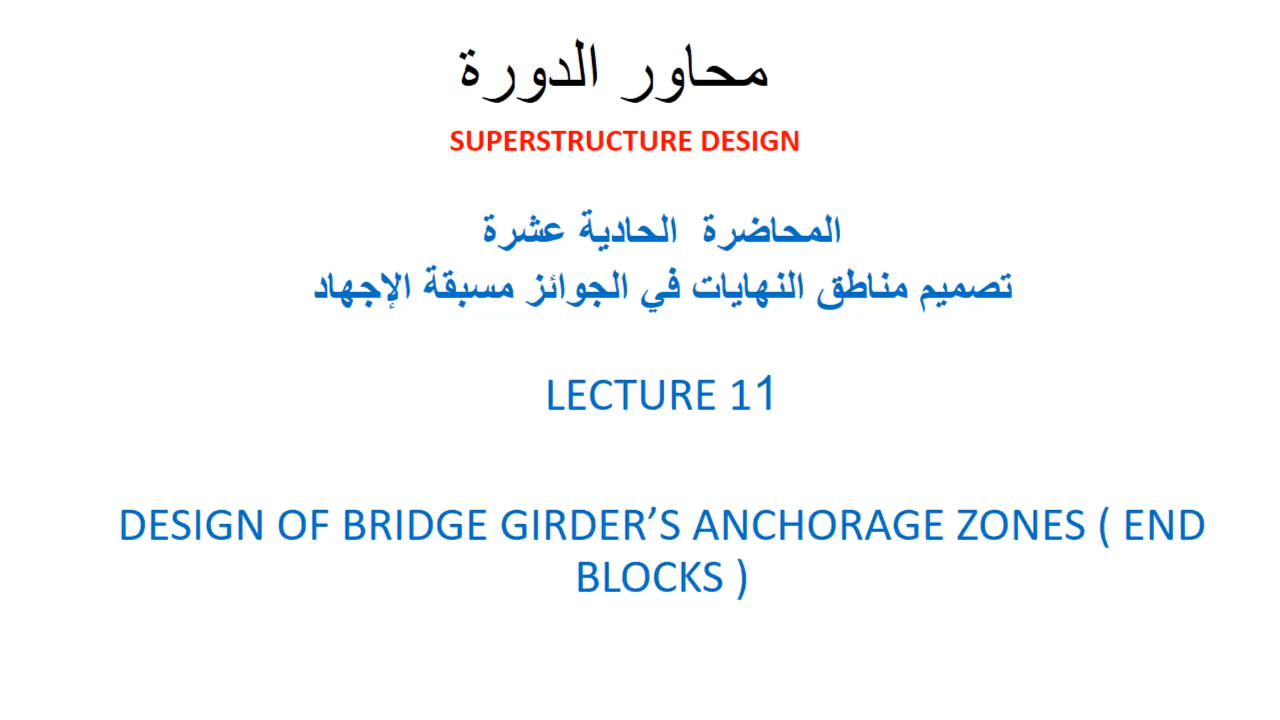 محاور الدورة
SUPERSTRUCTURE DESIGN
المحاضرة الحادية عشرة
تصميم مناطق النهايات في الجوائز مسبقة الإجهاد
LECTURE 11
DESIGN OF BRIDGE GIRDER’S ANCHORAGE ZONES ( END
BLOCKS )